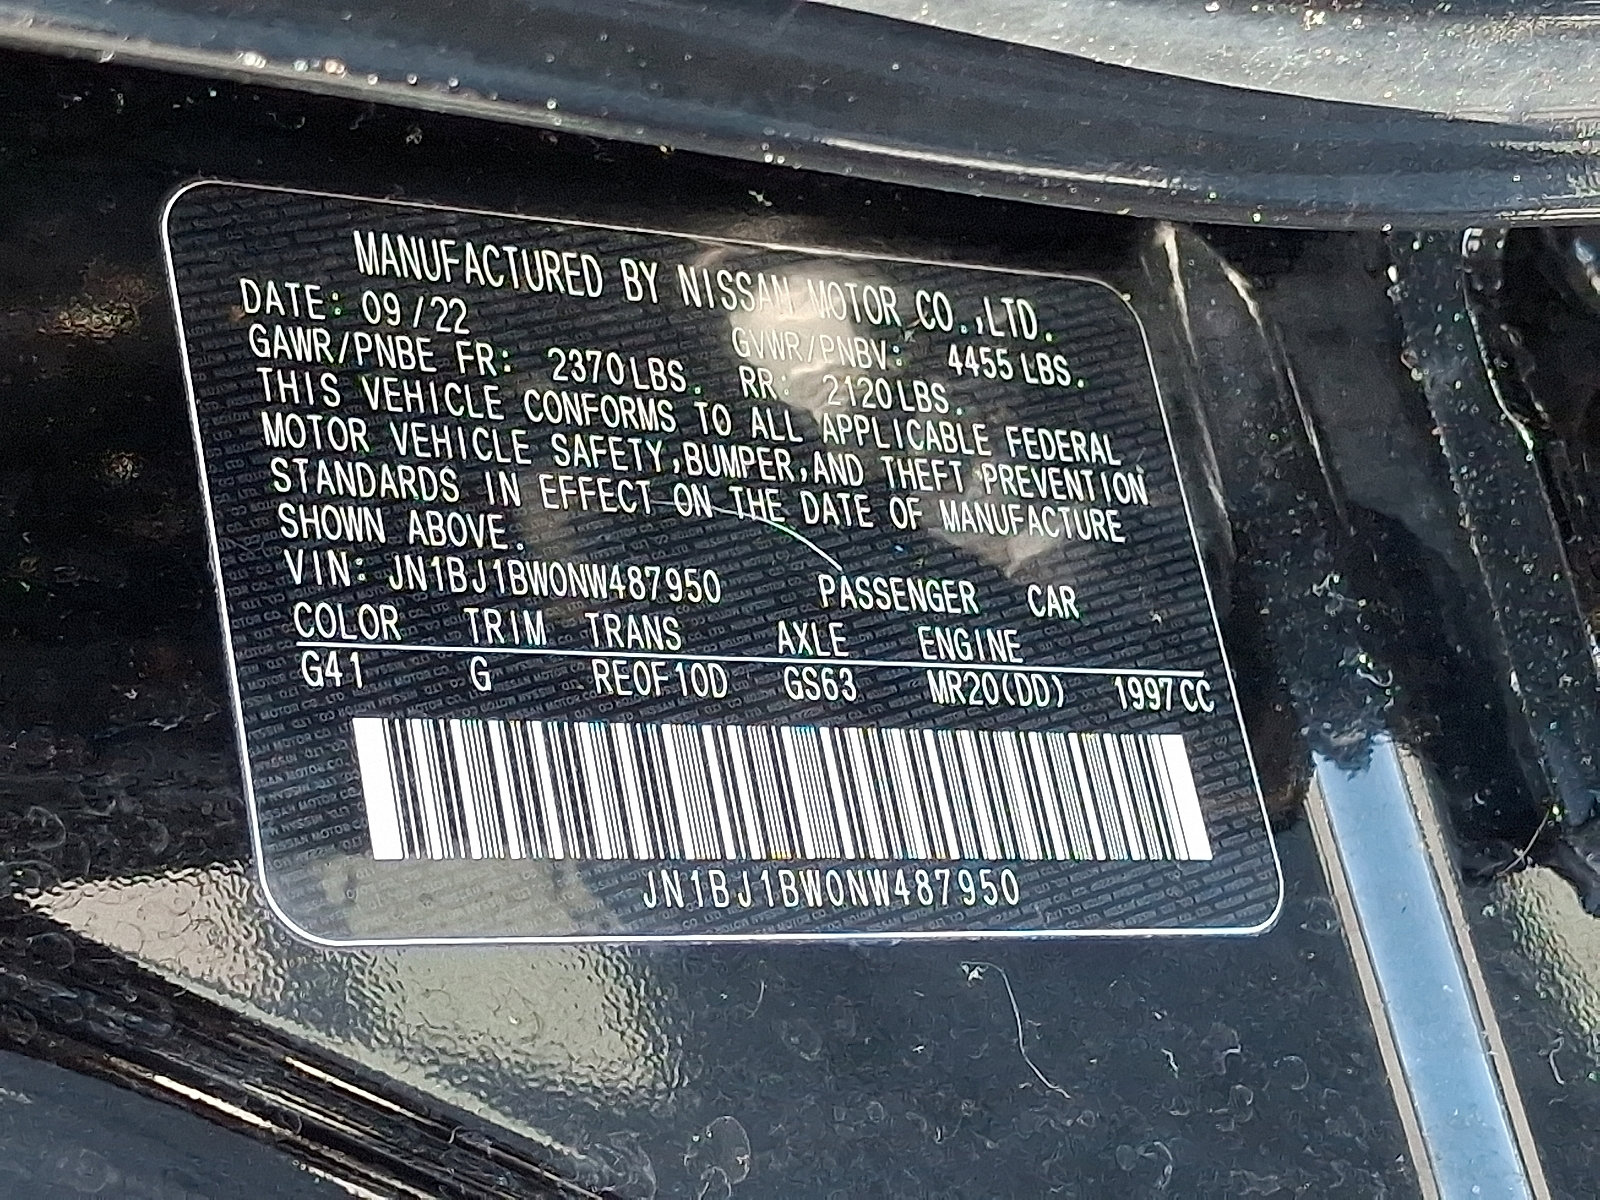 MANUFACTURED BY NISSAN MOTOR CO.,LTD.
DATE: 09/22
GVWR/PNBV: 4455 LBS.
GAWR/PNBE FR: 2370LBS. RR: 2120LBS.
THIS VEHICLE CONFORMS TO ALL APPLICABLE FEDERAL
MOTOR VEHICLE SAFETY,BUMPER,AND THEFT PREVENTION
STANDARDS IN EFFECT ON THE DATE OF MANUFACTURE
SHOWN ABOVE.
VIN: JN1BJ1BW0NW487950 PASSENGER CAR
COLOR TRIM TRANS AXLE ENGINE
G41 G RE0F10D GS63 MR20(DD) 1997CC
JN1BJ1BW0NW487950